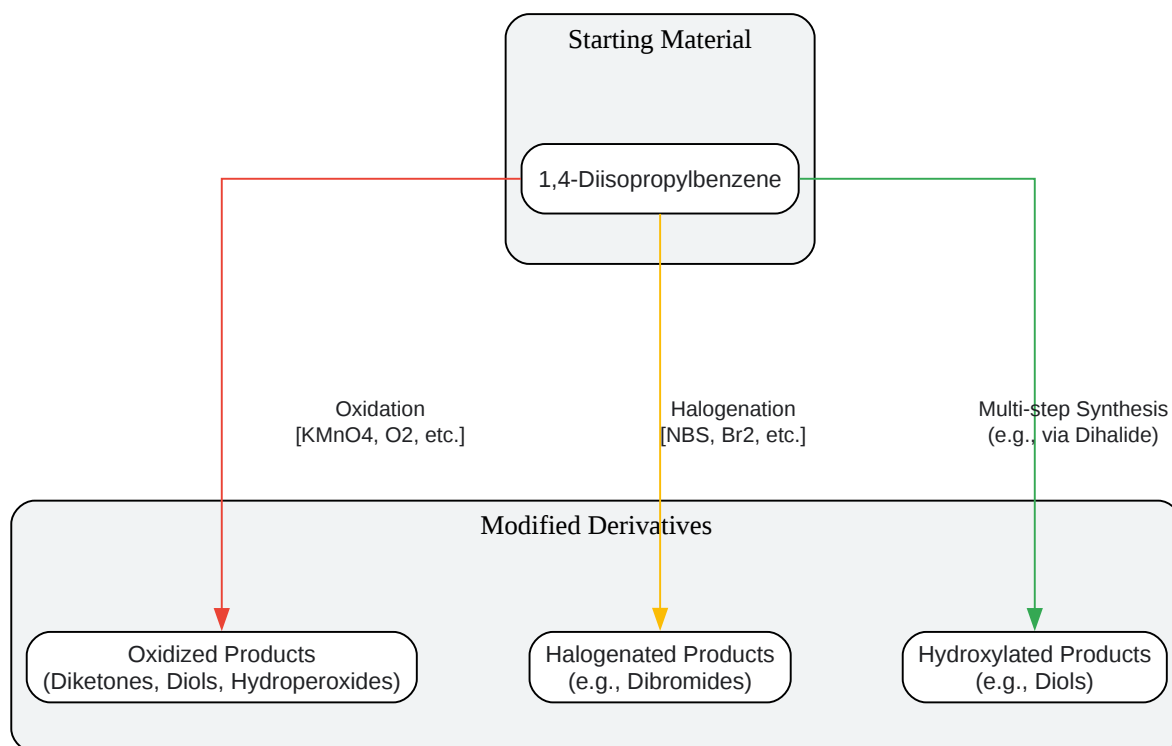 Starting Material
1,4-Diisopropylbenzene
Oxidation
[KMnO4, O2, etc.]
Halogenation
[NBS, Br2, etc.]
Multi-step Synthesis
(e.g., via Dihalide)
Modified Derivatives
Oxidized Products
(Diketones, Diols, Hydroperoxides)
Halogenated Products
(e.g., Dibromides)
Hydroxylated Products
(e.g., Diols)